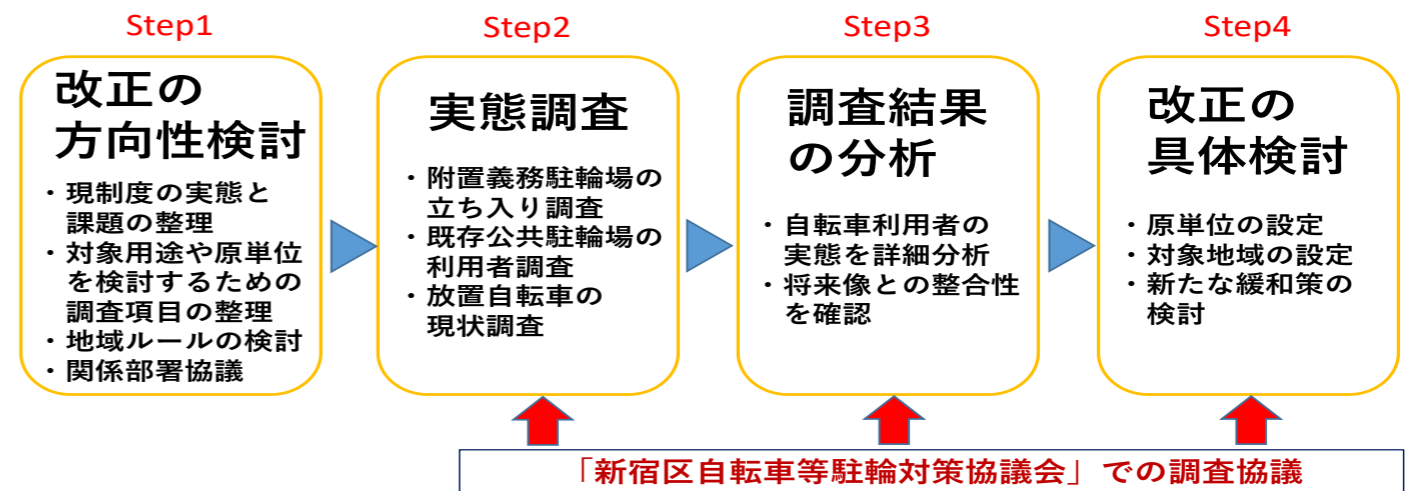 Step1
改正の
方向性検討
・現制度の実態と
課題の整理
・対象用途や原単位
を検討するための
調査項目の整理
・地域ルールの検討
・関係部署協議
Step2
実態調査
・附置義務駐輪場の
立ち入り調査
・既存公共駐輪場の
利用者調査
・放置自転車の
現状調査
Step3
調査結果
の分析
・自転車利用者の
実態を詳細分析
・将来像との整合性
を確認
Step4
改正の
具体検討
・原単位の設定
・対象地域の設定
・新たな緩和策の
検討
「新宿区自転車等駐輪対策協議会」での調査協議